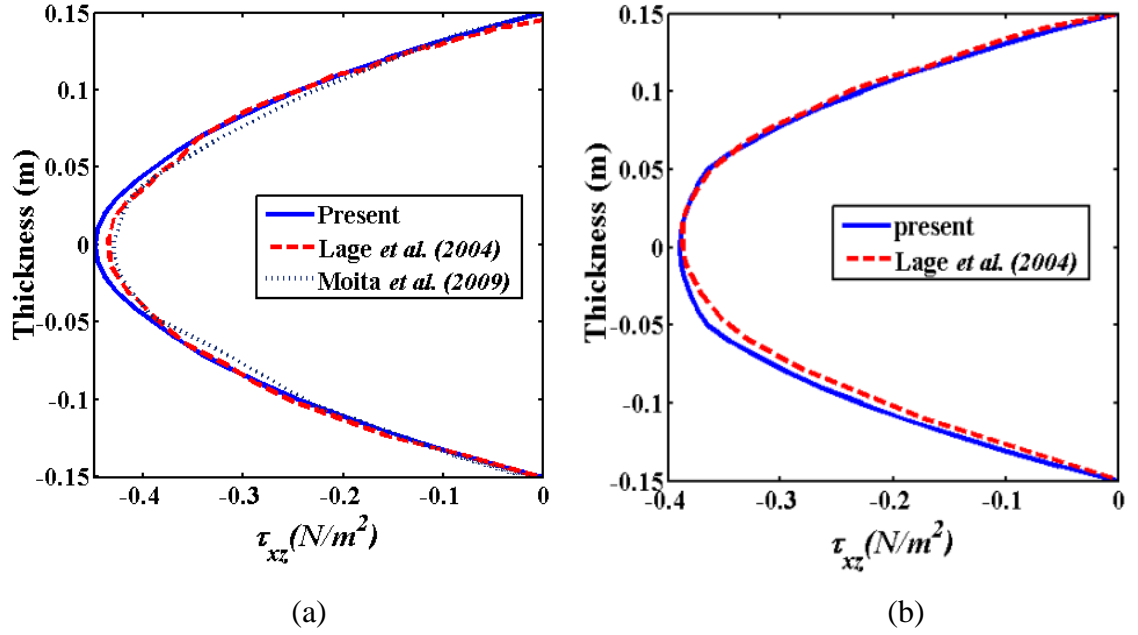 0.15
0.1
0.05
0
-0.05
-0.1
-0.15
Thickness (m)
-0.4
-0.3
-0.2
-0.1
0
τxz(N/m²)
Present
Lage et al. (2004)
Moita et al. (2009)
(a)
0.15
0.1
0.05
0
-0.05
-0.1
-0.15
Thickness (m)
-0.4
-0.3
-0.2
-0.1
0
τxz(N/m²)
present
Lage et al. (2004)
(b)